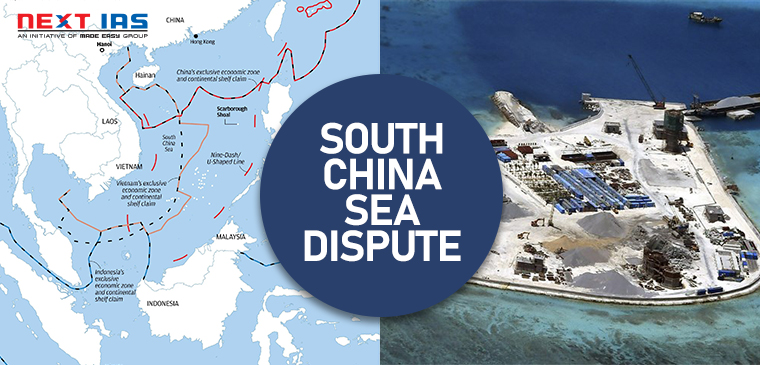 NEXT IAS
AN INITIATIVE OF MADE EASY GROUP
CHINA
Hanoi
Hong Kong
Hainan
China's exclusive economic zone
and continental shelf claim
Scarborough
Shoal
LAOS
South
China
Sea
VIETNAM
Nine-Dash/
U-Shaped Line
Vietnam's exclusive
economic zone
and continental
shelf claim
MALAYSIA
Indonesia's
exclusive
economic zone
and continental
shelf claim
INDONESIA
SOUTH
CHINA
SEA
DISPUTE